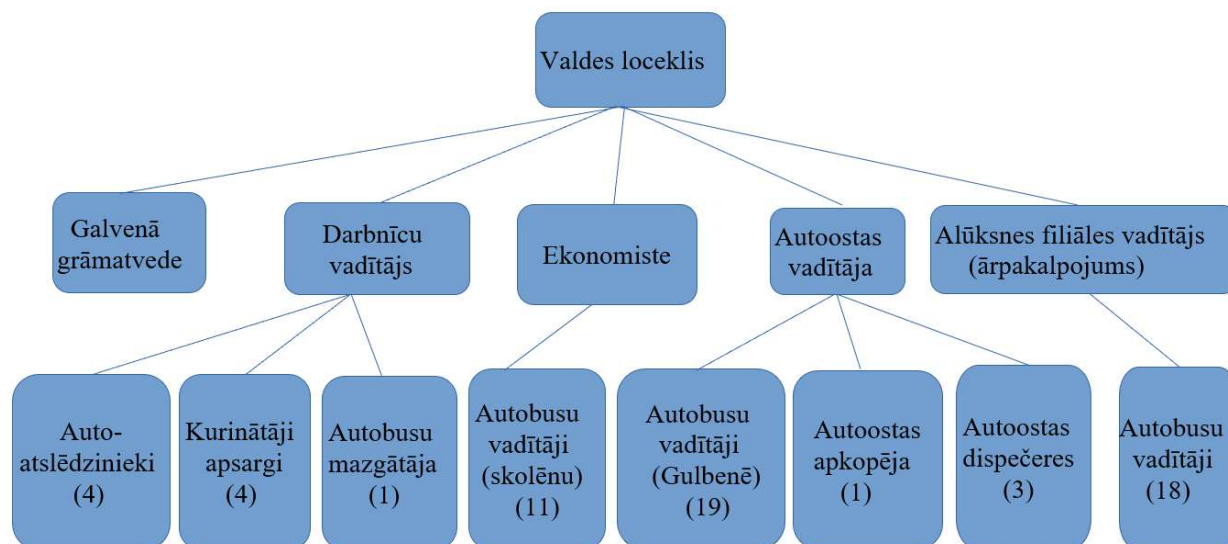 Valdes loceklis
Galvenā
grāmatvede
Darbnīcu
vadītājs
Ekonomiste
Autoostas
vadītāja
Alūksnes filiāles vadītājs
(ārpakalpojums)
Auto-
atslēdzinieki
(4)
Kurinātāji
apsargi
(4)
Autobusu
mazgātāja
(1)
Autobusu
vadītāji
(skolēnu)
(11)
Autobusu
vadītāji
(Gulbenē)
(19)
Autoostas
apkopēja
(1)
Autoostas
dispečeres
(3)
Autobusu
vadītāji
(18)